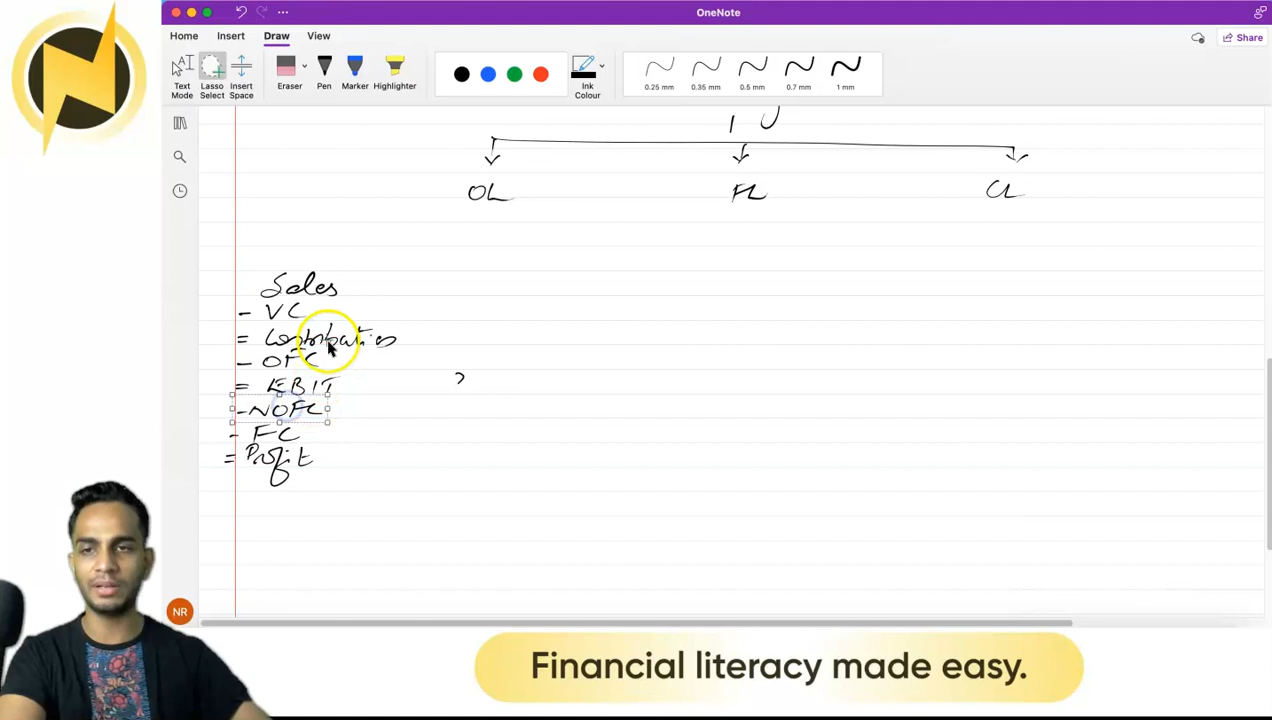 OneNote
Home Insert Draw View
Share
Text Mode
Lasso Select
Insert Space
Eraser
Pen
Marker
Highlighter
Ink Colour
0.25 mm
0.35 mm
0.5 mm
0.7 mm
1 mm
OL FL CL
Sales
- VC
= Contribution
- OFC
= EBIT
- NOFC
- FC
= Profit
NR
Financial literacy made easy.